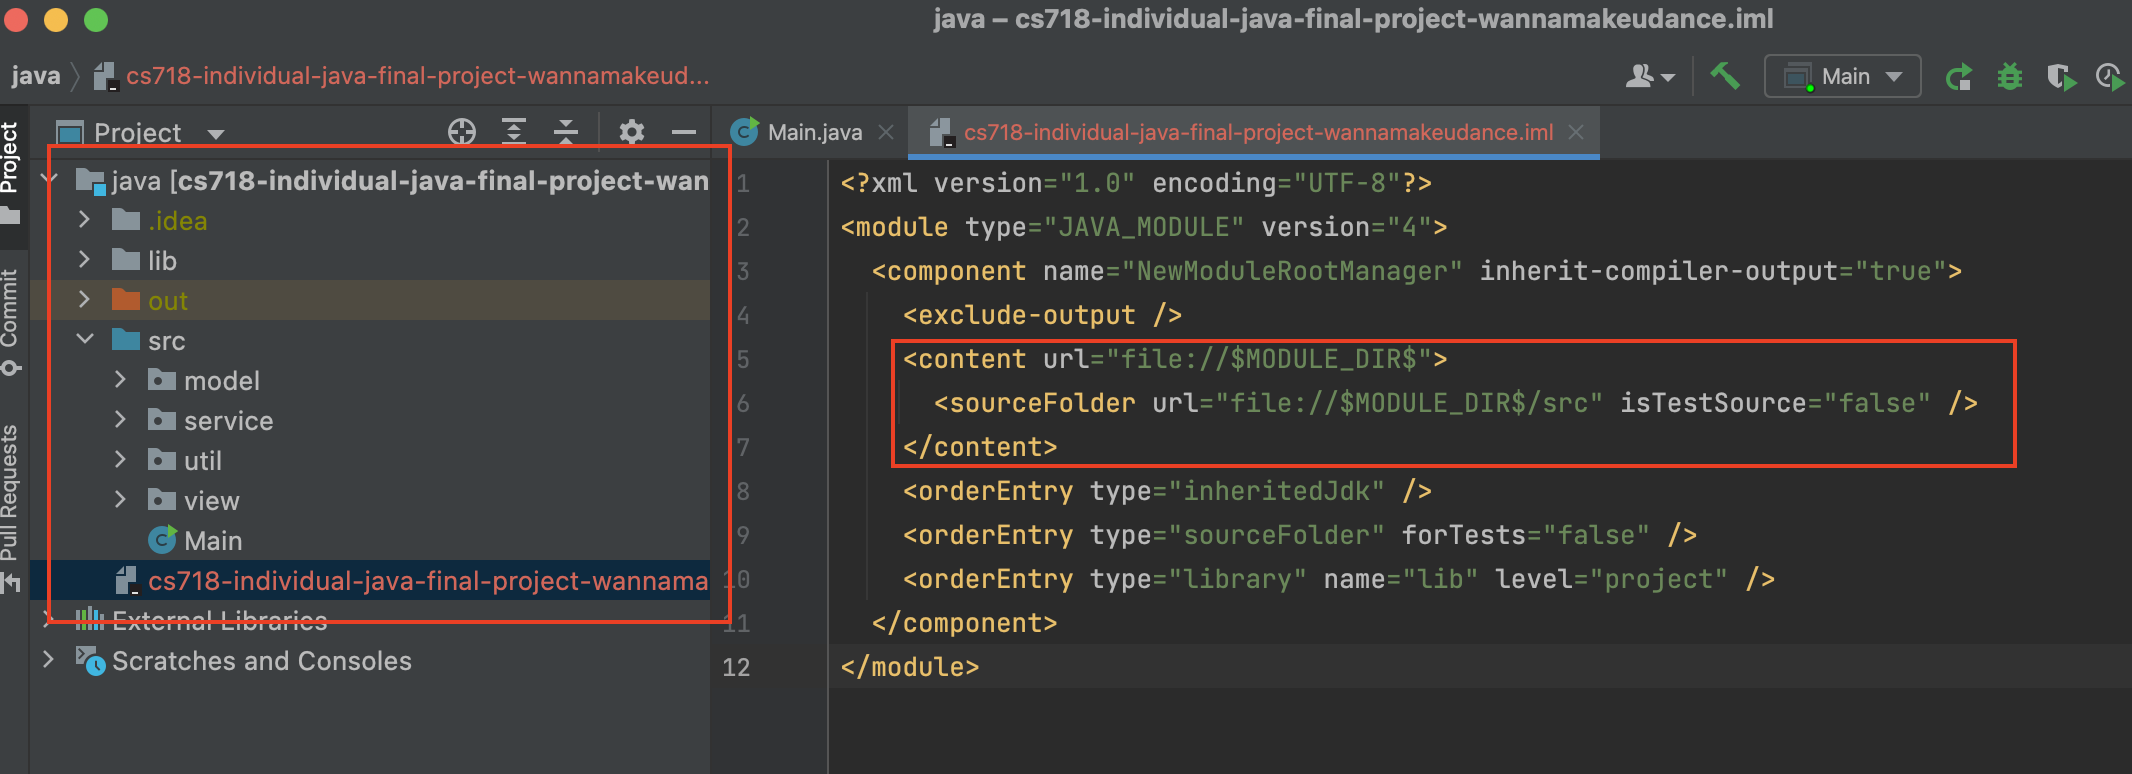 java – cs718-individual-java-final-project-wannamakeudance.iml
java
cs718-individual-java-final-project-wannamakeud...
Main
Project
Commit
Pull Requests
Project
java [cs718-individual-java-final-project-wan
.idea
lib
out
src
model
service
util
view
Main
cs718-individual-java-final-project-wannama
External Libraries
Scratches and Consoles
Main.java
cs718-individual-java-final-project-wannamakeudance.iml
1 <?xml version="1.0" encoding="UTF-8"?>
2 <module type="JAVA_MODULE" version="4">
3 <component name="NewModuleRootManager" inherit-compiler-output="true">
4 <exclude-output />
5 <content url="file://$MODULE_DIR$">
6 <sourceFolder url="file://$MODULE_DIR$/src" isTestSource="false" />
7 </content>
8 <orderEntry type="inheritedJdk" />
9 <orderEntry type="sourceFolder" forTests="false" />
10 <orderEntry type="library" name="lib" level="project" />
11 </component>
12 </module>